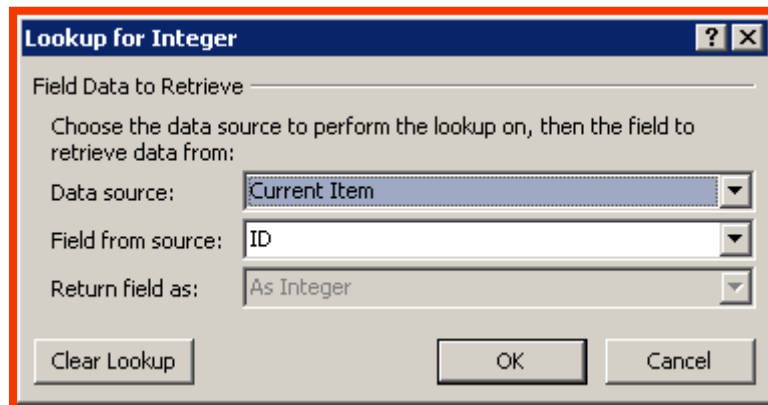 Lookup for Integer
Field Data to Retrieve
Choose the data source to perform the lookup on, then the field to
retrieve data from:
Data source: Current Item
Field from source: ID
Return field as: As Integer
Clear Lookup OK Cancel